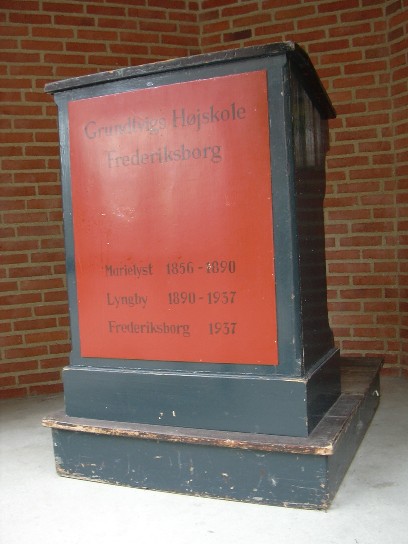 Grundtvigs Højskole
Frederiksborg
Marielyst 1856-1890
Lyngby 1890-1937
Frederiksborg 1937